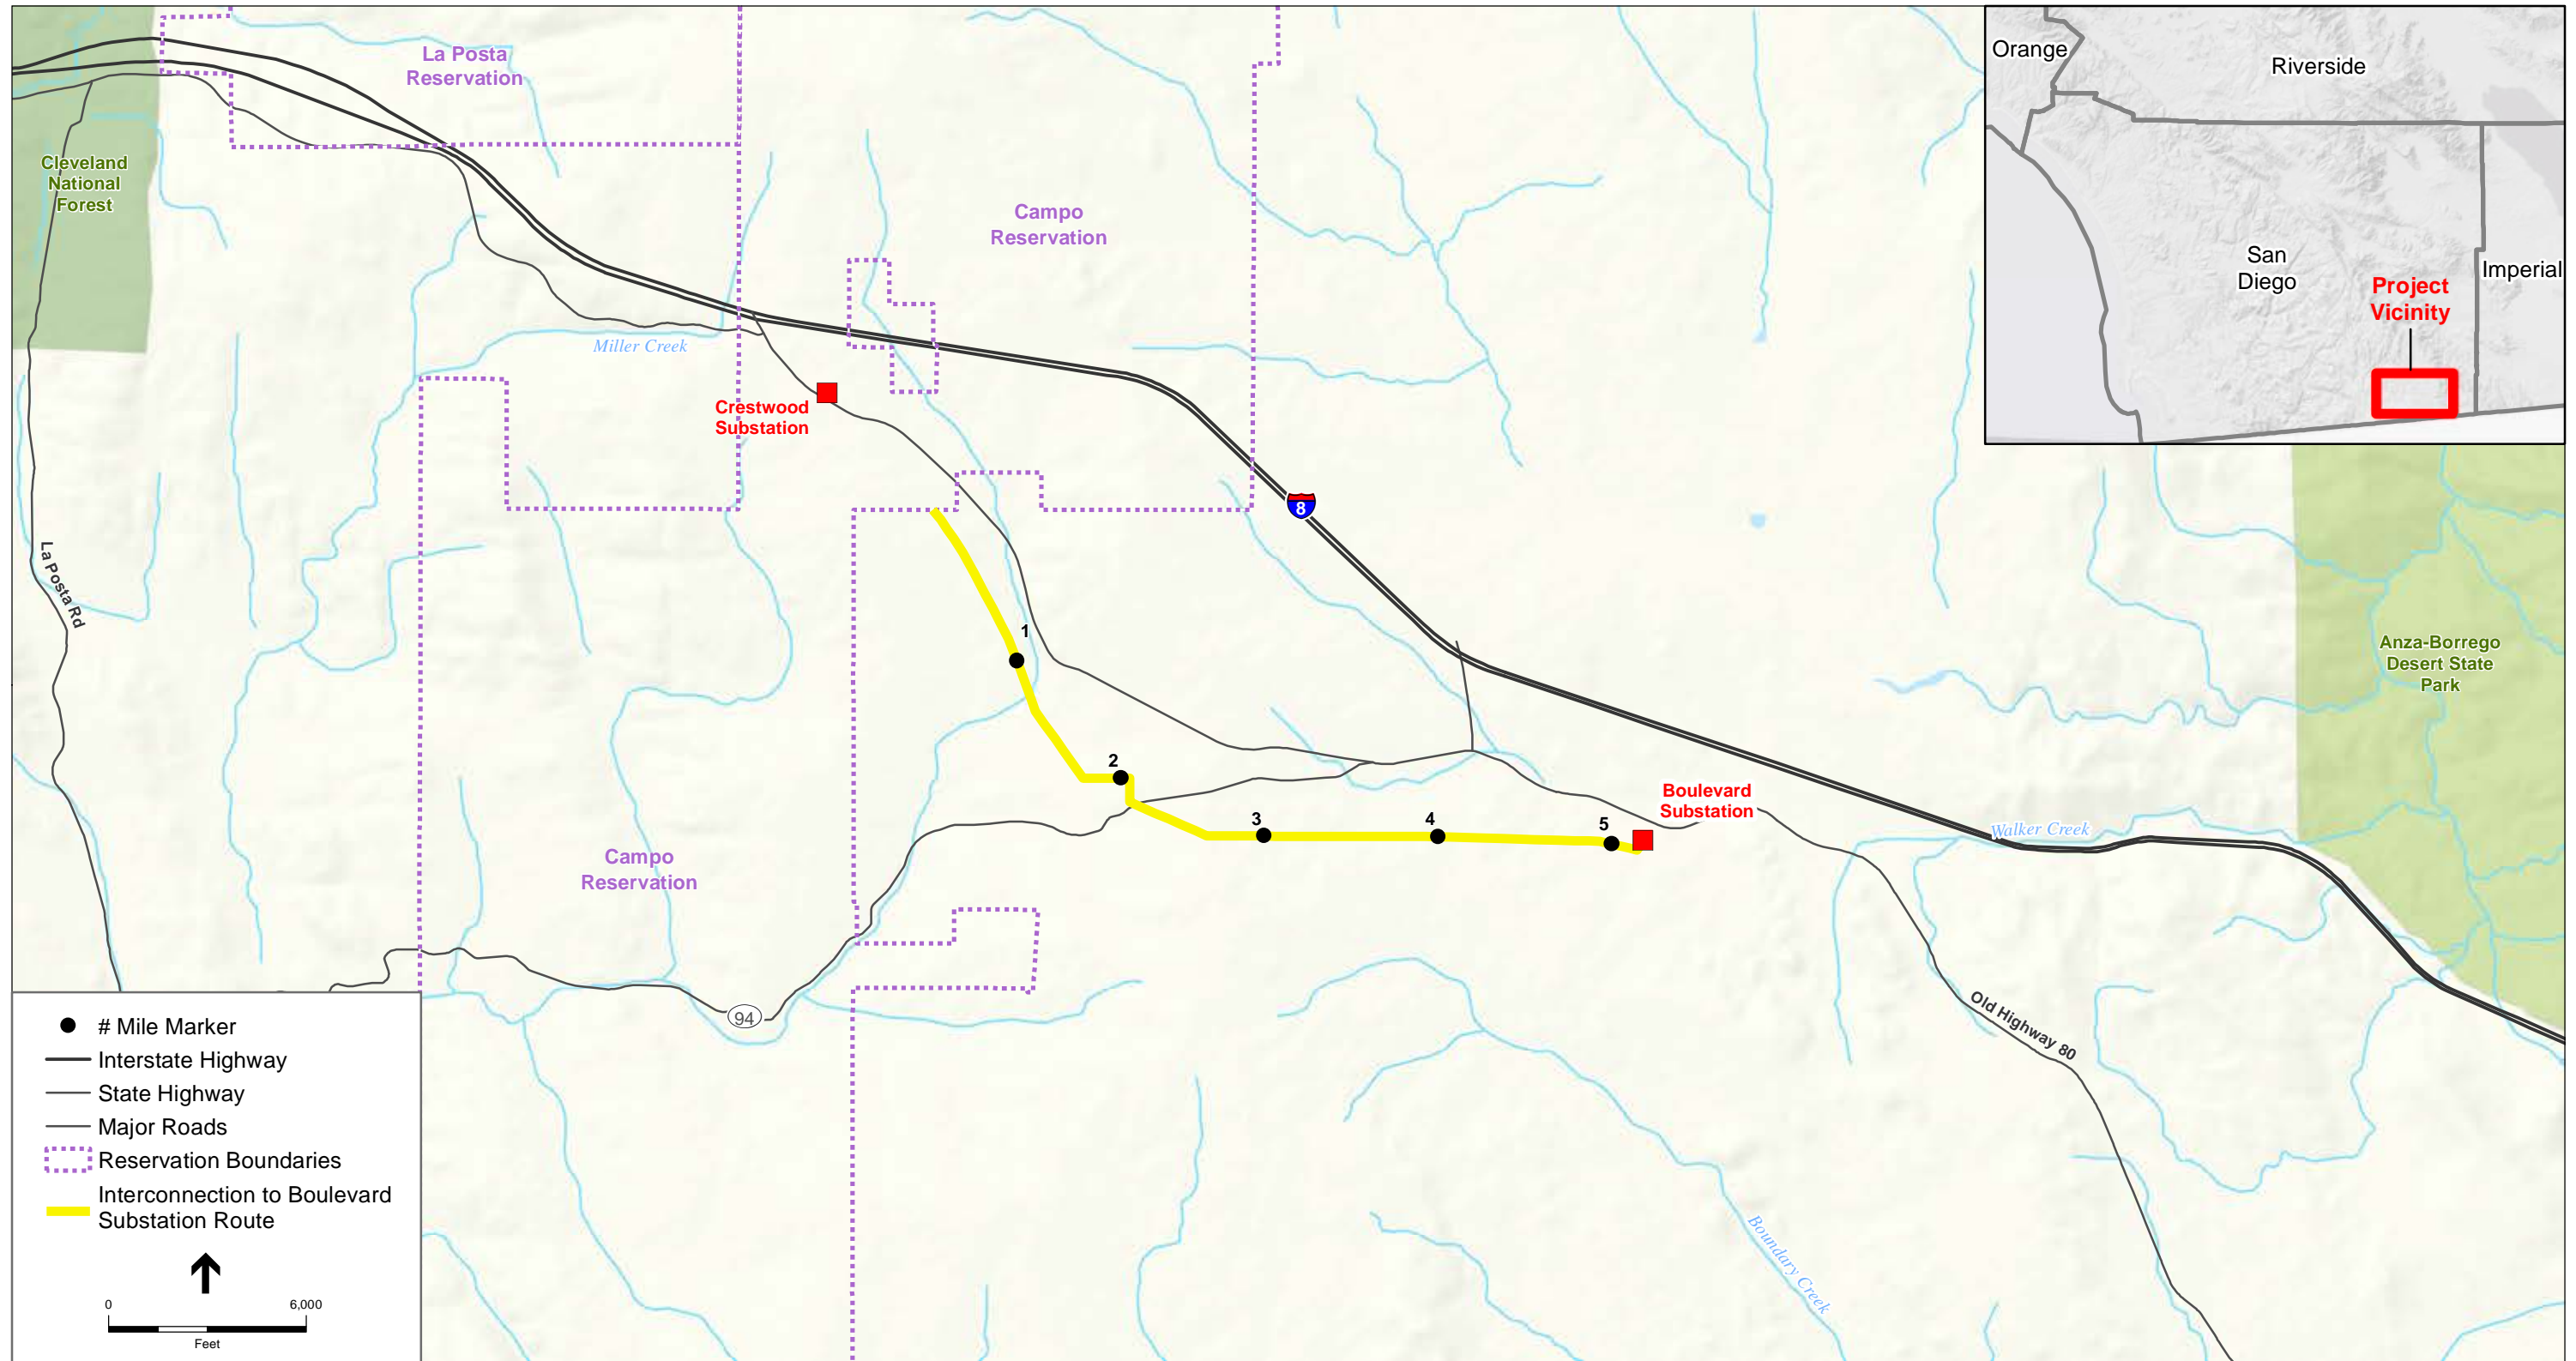 La Posta
Reservation
Cleveland
National
Forest
Campo
Reservation
Miller Creek
Crestwood
Substation
8
La Posta Rd
1
2
3
4
5
Boulevard
Substation
Walker Creek
Anza-Borrego
Desert State
Park
Campo
Reservation
94
Old Highway 80
Boundary Creek
Orange
Riverside
San
Diego
Imperial
Project
Vicinity
# Mile Marker
Interstate Highway
State Highway
Major Roads
Reservation Boundaries
Interconnection to Boulevard
Substation Route
0 6,000
Feet